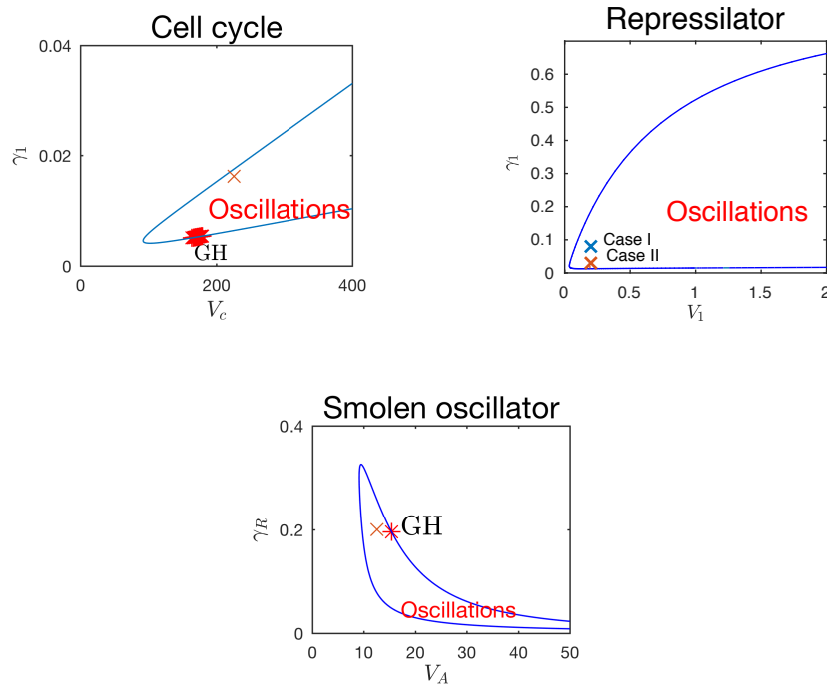 Cell cycle
0.04
0.02
0
γ1
Oscillations
GH
0
200
400
Vc
Repressilator
0.6
0.5
0.4
0.3
0.2
0.1
0
γ1
Oscillations
Case I
Case II
0
0.5
1
1.5
2
V1
Smolen oscillator
0.4
0.2
0
γR
GH
Oscillations
0
10
20
30
40
50
VA